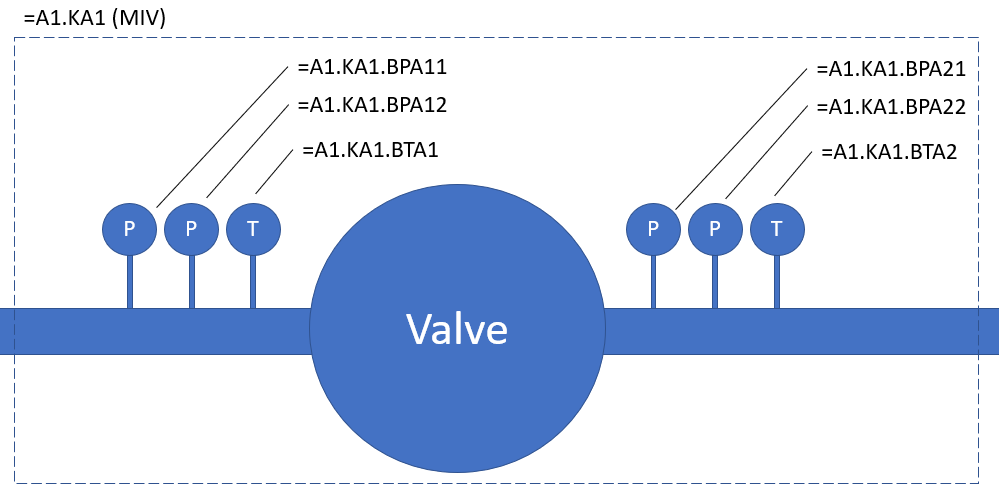 =A1.KA1 (MIV)
=A1.KA1.BPA11
=A1.KA1.BPA12
=A1.KA1.BTA1
=A1.KA1.BPA21
=A1.KA1.BPA22
=A1.KA1.BTA2
P P T
P P T
Valve